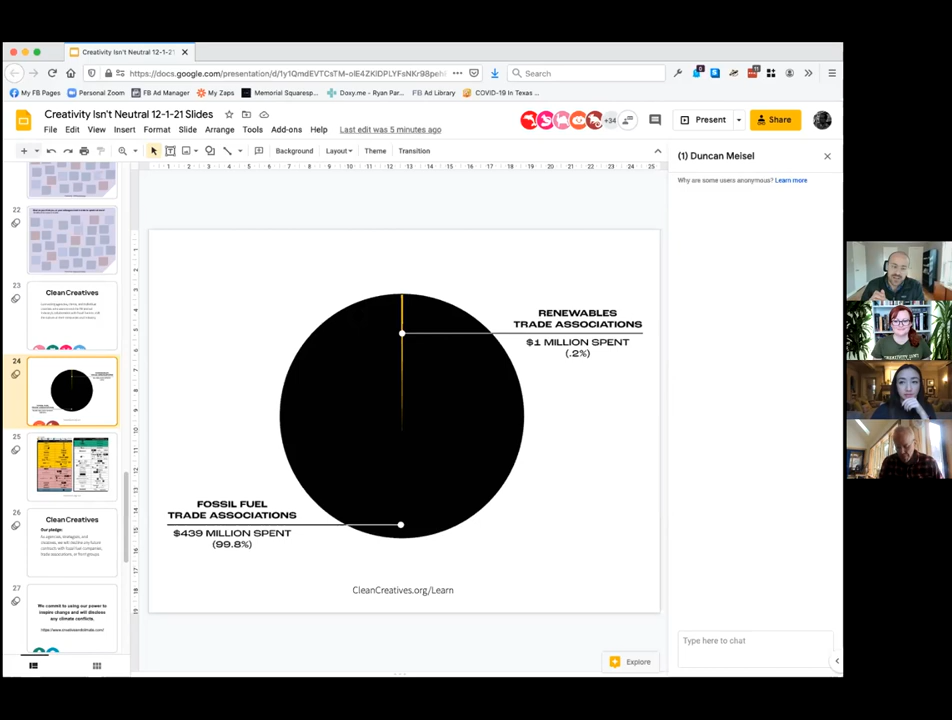 Creativity Isn't Neutral 12-1-21
https://docs.google.com/presentation/d/
Search
My FB Pages
Personal Zoom
FB Ad Manager
My Zaps
Memorial Squaresp...
Doxy.me - Ryan Par...
FB Ad Library
COVID-19 In Texas ...
Creativity Isn't Neutral 12-1-21 Slides
File Edit View Insert Format Slide Arrange Tools Add-ons Help Last edit was 5 minutes ago
+34
Present
Share
Background Layout Theme Transition
(1) Duncan Meisel
Why are some users anonymous? Learn more
22
23
CleanCreatives
24
25
26
CleanCreatives
Our pledge:
27
We commit to using our power to
inspire change and will disclose
any climate conflicts.
RENEWABLES
TRADE ASSOCIATIONS
$1 MILLION SPENT
(.2%)
FOSSIL FUEL
TRADE ASSOCIATIONS
$439 MILLION SPENT
(99.8%)
CleanCreatives.org/Learn
Type here to chat
Explore